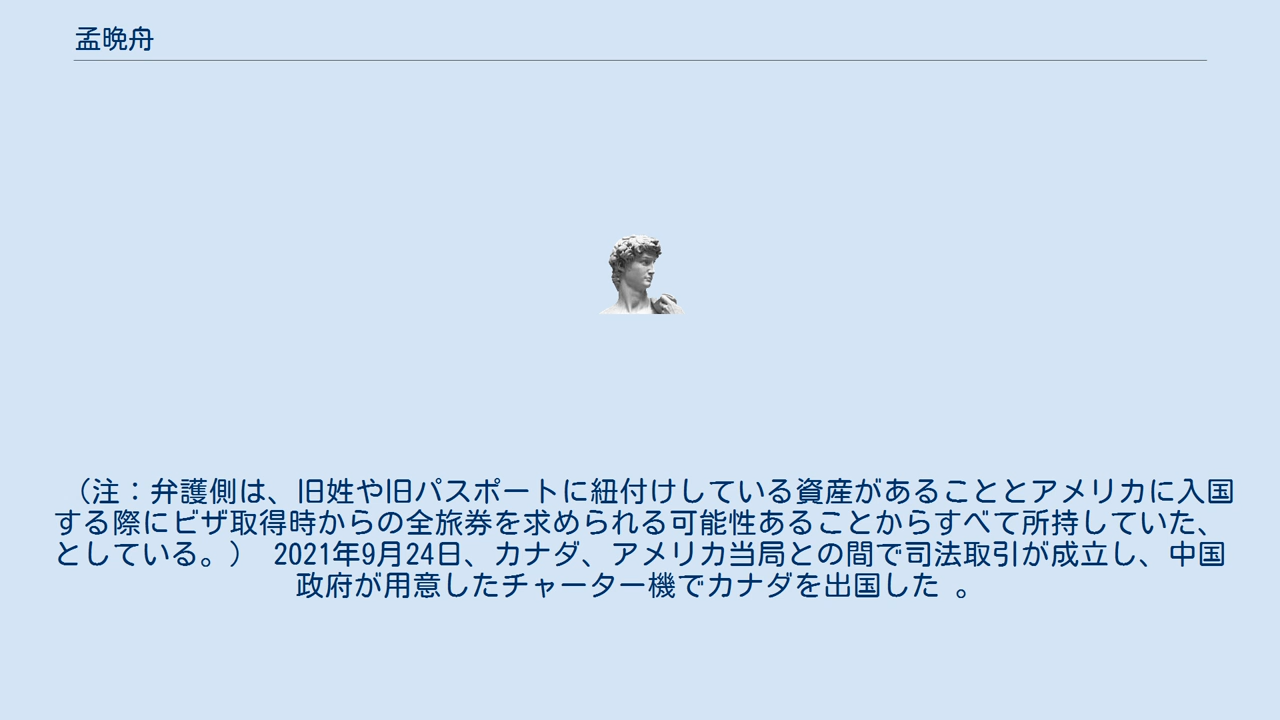 孟晩舟
（注：弁護側は、旧姓や旧パスポートに紐付けしている資産があることとアメリカに入国
する際にビザ取得時からの全旅券を求められる可能性あることからすべて所持していた、
としている。） 2021年9月24日、カナダ、アメリカ当局との間で司法取引が成立し、中国
政府が用意したチャーター機でカナダを出国した 。